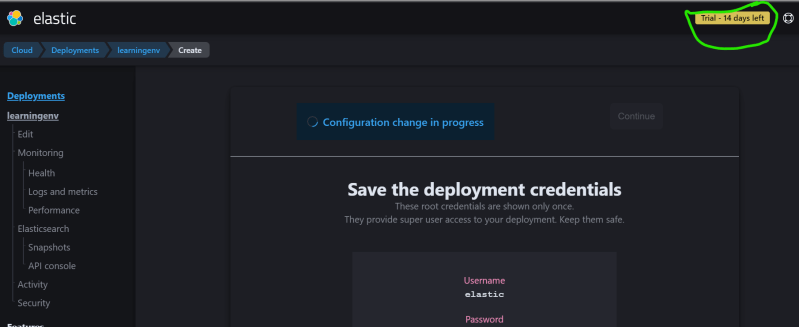 elastic
Trial - 14 days left
Cloud
Deployments
learningenv
Create
Deployments
learningenv
Edit
Monitoring
Health
Logs and metrics
Performance
Elasticsearch
Snapshots
API console
Activity
Security
Features
Configuration change in progress
Continue
Save the deployment credentials
These root credentials are shown only once.
They provide super user access to your deployment. Keep them safe.
Username
elastic
Password